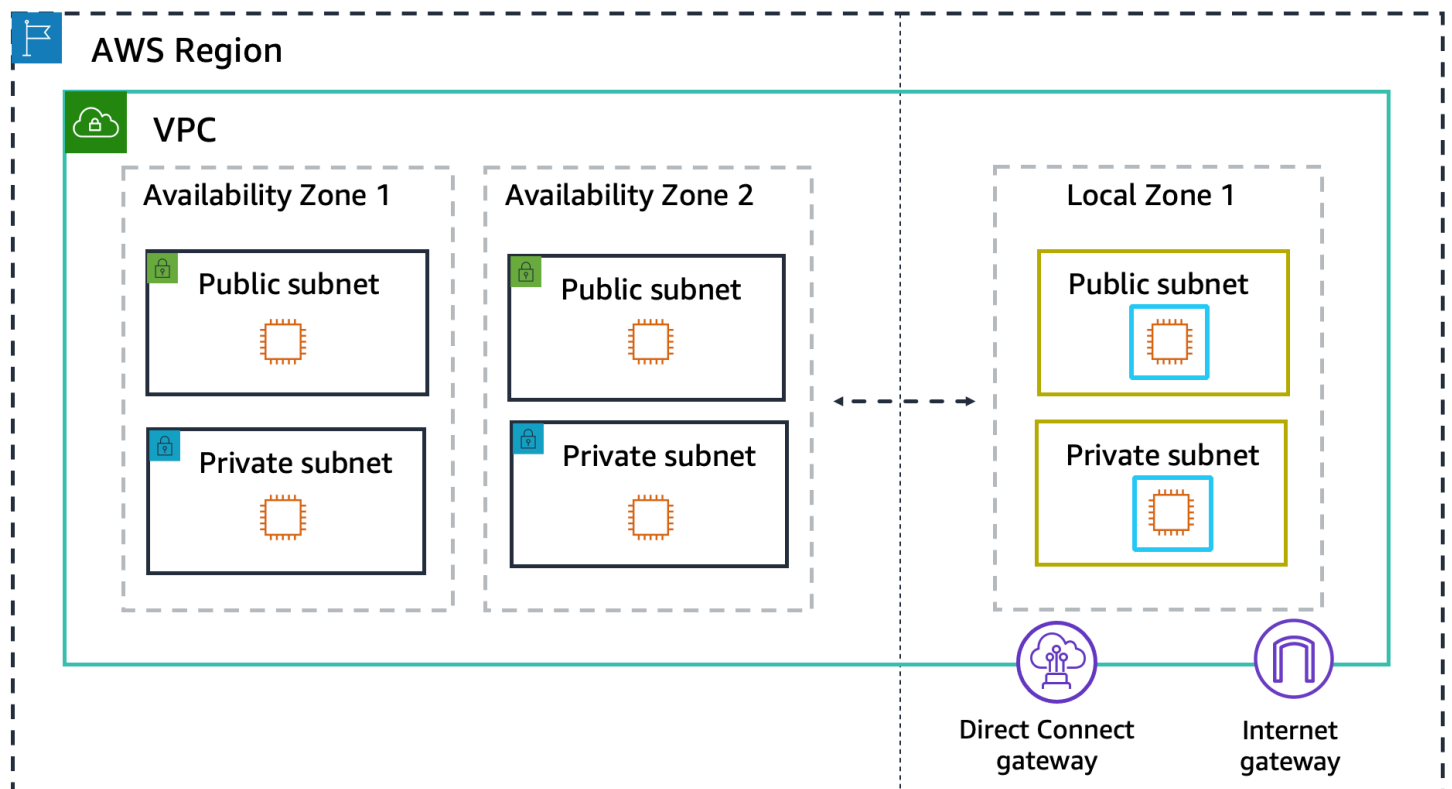 AWS Region
VPC
Availability Zone 1
Public subnet
Private subnet
Availability Zone 2
Public subnet
Private subnet
Local Zone 1
Public subnet
Private subnet
Direct Connect
gateway
Internet
gateway